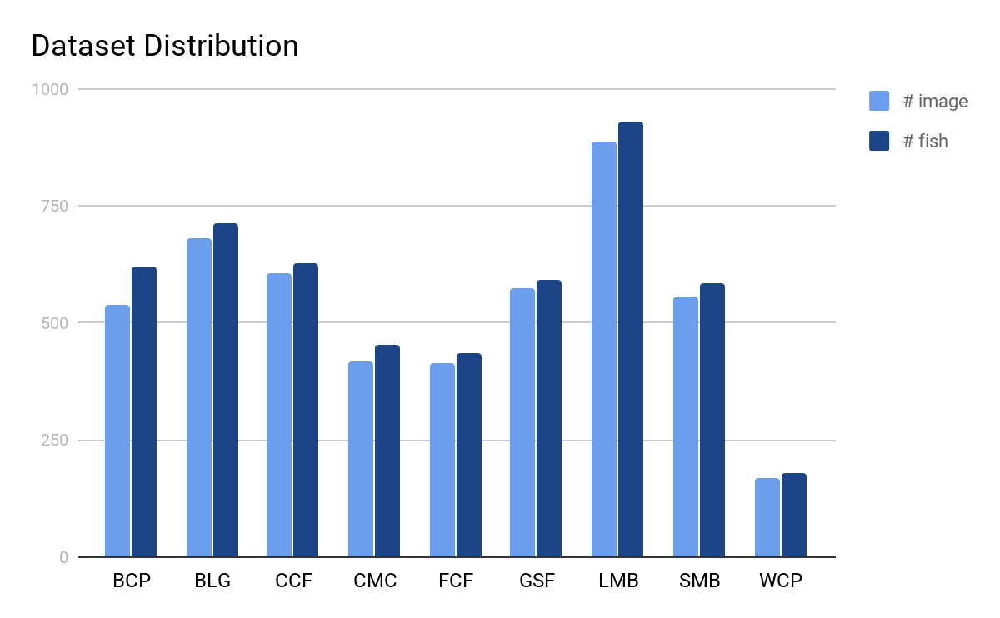 Dataset Distribution
1000
750
500
250
0
# image
# fish
BCP BLG CCF CMC FCF GSF LMB SMB WCP